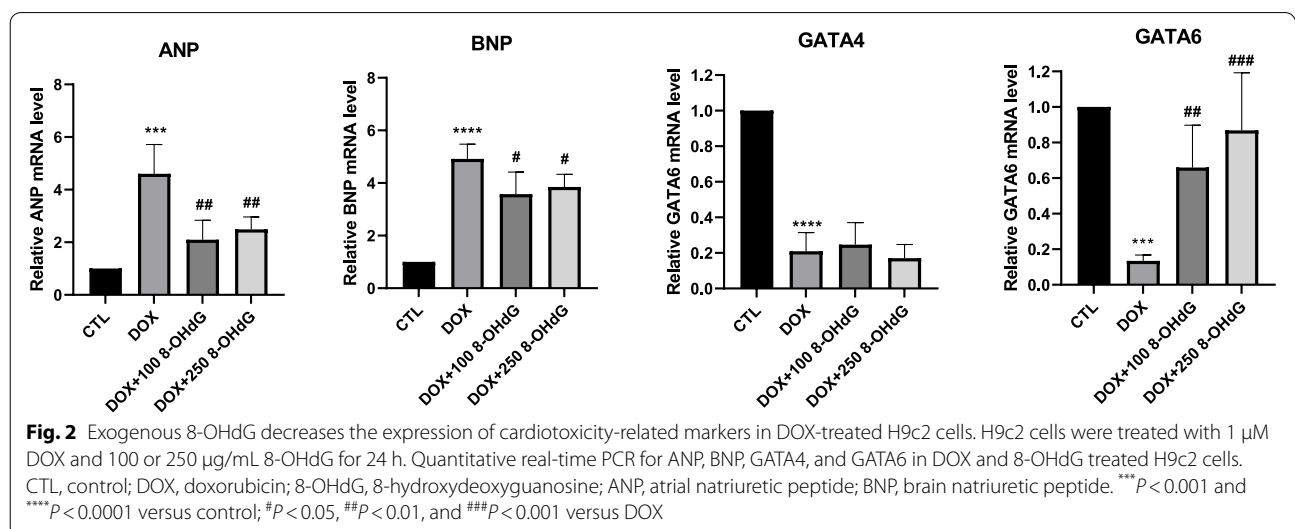 ANP
Relative ANP mRNA level
8
6
4
2
0
***
##
##
CTL
DOX
DOX+100 8-OHdG
DOX+250 8-OHdG
BNP
Relative BNP mRNA level
8
6
4
2
0
****
#
#
CTL
DOX
DOX+100 8-OHdG
DOX+250 8-OHdG
GATA4
Relative GATA6 mRNA level
1.2
1.0
0.8
0.6
0.4
0.2
0.0
****
CTL
DOX
DOX+100 8-OHdG
DOX+250 8-OHdG
GATA6
Relative GATA6 mRNA level
1.2
1.0
0.8
0.6
0.4
0.2
0.0
***
##
###
CTL
DOX
DOX+100 8-OHdG
DOX+250 8-OHdG
Fig. 2 Exogenous 8-OHdG decreases the expression of cardiotoxicity-related markers in DOX-treated H9c2 cells. H9c2 cells were treated with 1 μM
DOX and 100 or 250 μg/mL 8-OHdG for 24 h. Quantitative real-time PCR for ANP, BNP, GATA4, and GATA6 in DOX and 8-OHdG treated H9c2 cells.
CTL, control; DOX, doxorubicin; 8-OHdG, 8-hydroxydeoxyguanosine; ANP, atrial natriuretic peptide; BNP, brain natriuretic peptide. ***P < 0.001 and
****P < 0.0001 versus control; #P < 0.05, ##P < 0.01, and ###P < 0.001 versus DOX